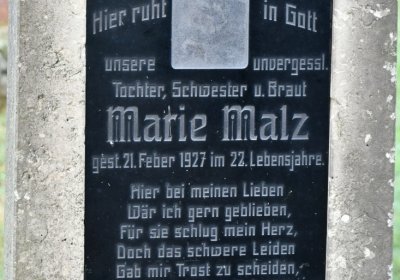 Hier ruht in Gott
unsere unvergessl.
Tochter, Schwester u. Braut
Marie Malz
gest. 21. Feber 1927 im 22. Lebensjahre.
Hier bei meinen Lieben
Wär ich gern geblieben,
Für sie schlug mein Herz,
Doch das schwere Leiden
Gab mir Trost zu scheiden,